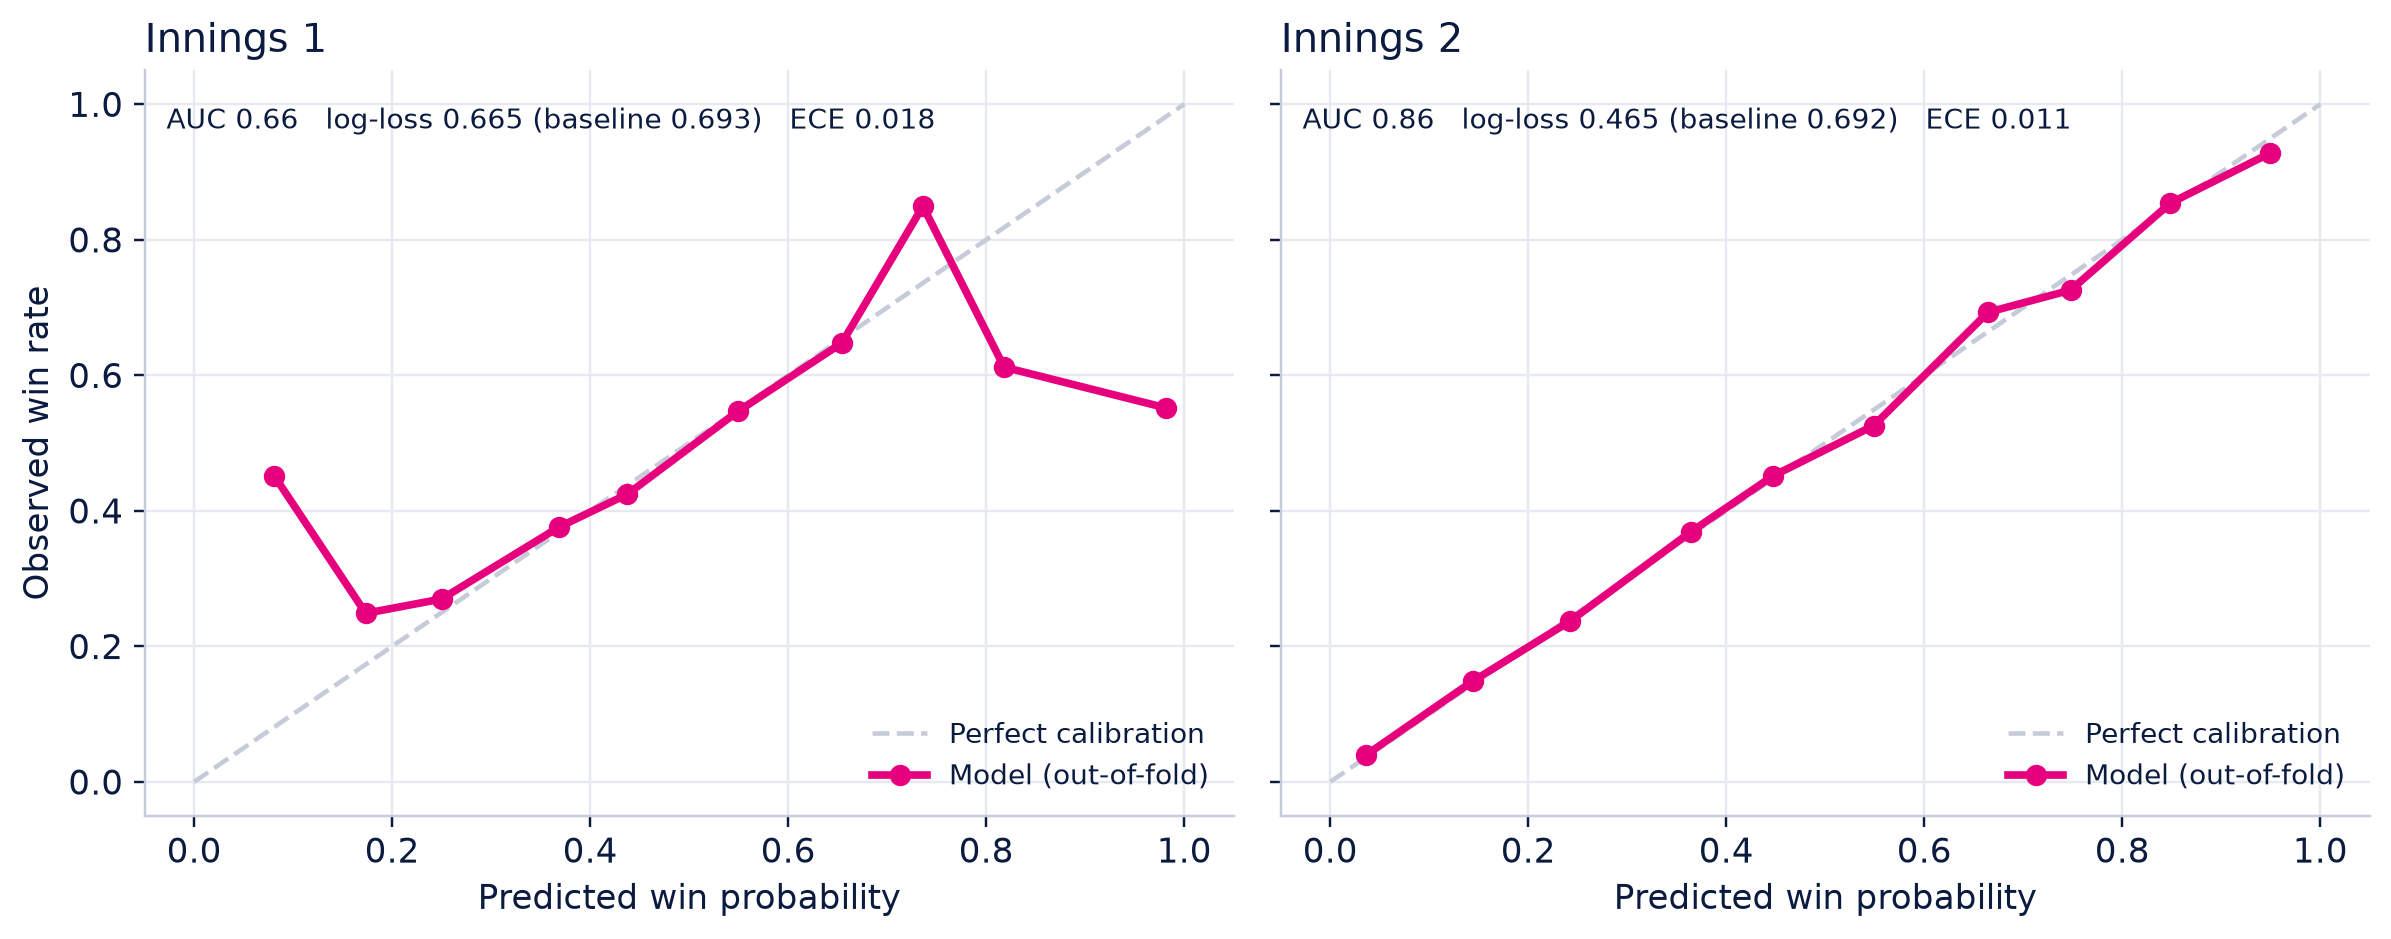 Innings 1
AUC 0.66 log-loss 0.665 (baseline 0.693) ECE 0.018
Observed win rate
1.0
0.8
0.6
0.4
0.2
0.0
Perfect calibration
Model (out-of-fold)
0.0 0.2 0.4 0.6 0.8 1.0
Predicted win probability
Innings 2
AUC 0.86 log-loss 0.465 (baseline 0.692) ECE 0.011
Perfect calibration
Model (out-of-fold)
0.0 0.2 0.4 0.6 0.8 1.0
Predicted win probability